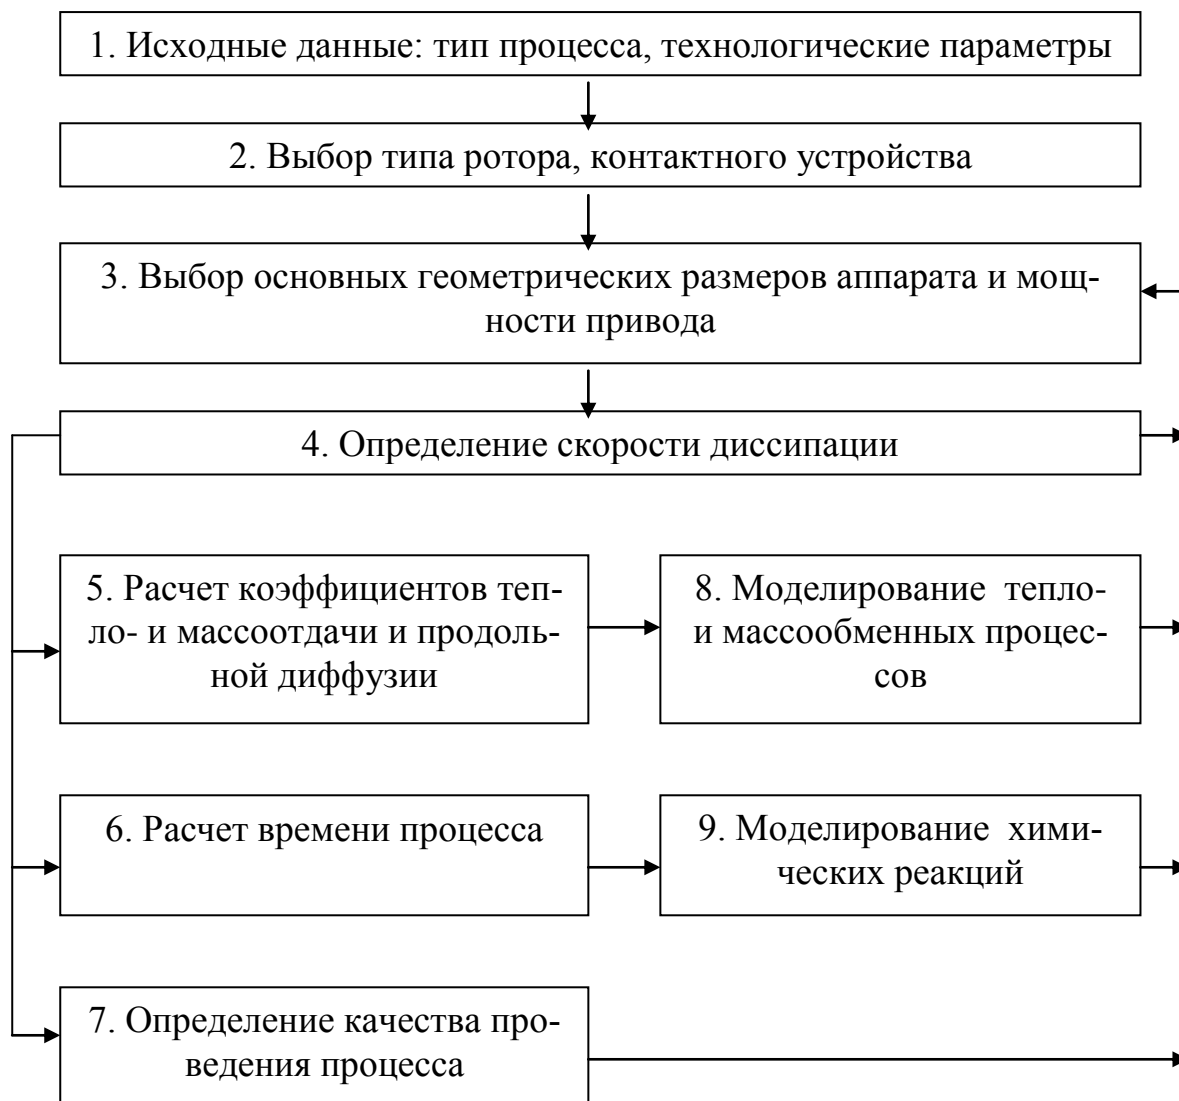 1. Исходные данные: тип процесса, технологические параметры
2. Выбор типа ротора, контактного устройства
3. Выбор основных геометрических размеров аппарата и мощ-
ности привода
4. Определение скорости диссипации
5. Расчет коэффициентов теп-
ло- и массоотдачи и продоль-
ной диффузии
8. Моделирование тепло-
и массообменных процес-
сов
6. Расчет времени процесса
9. Моделирование хими-
ческих реакций
7. Определение качества про-
ведения процесса